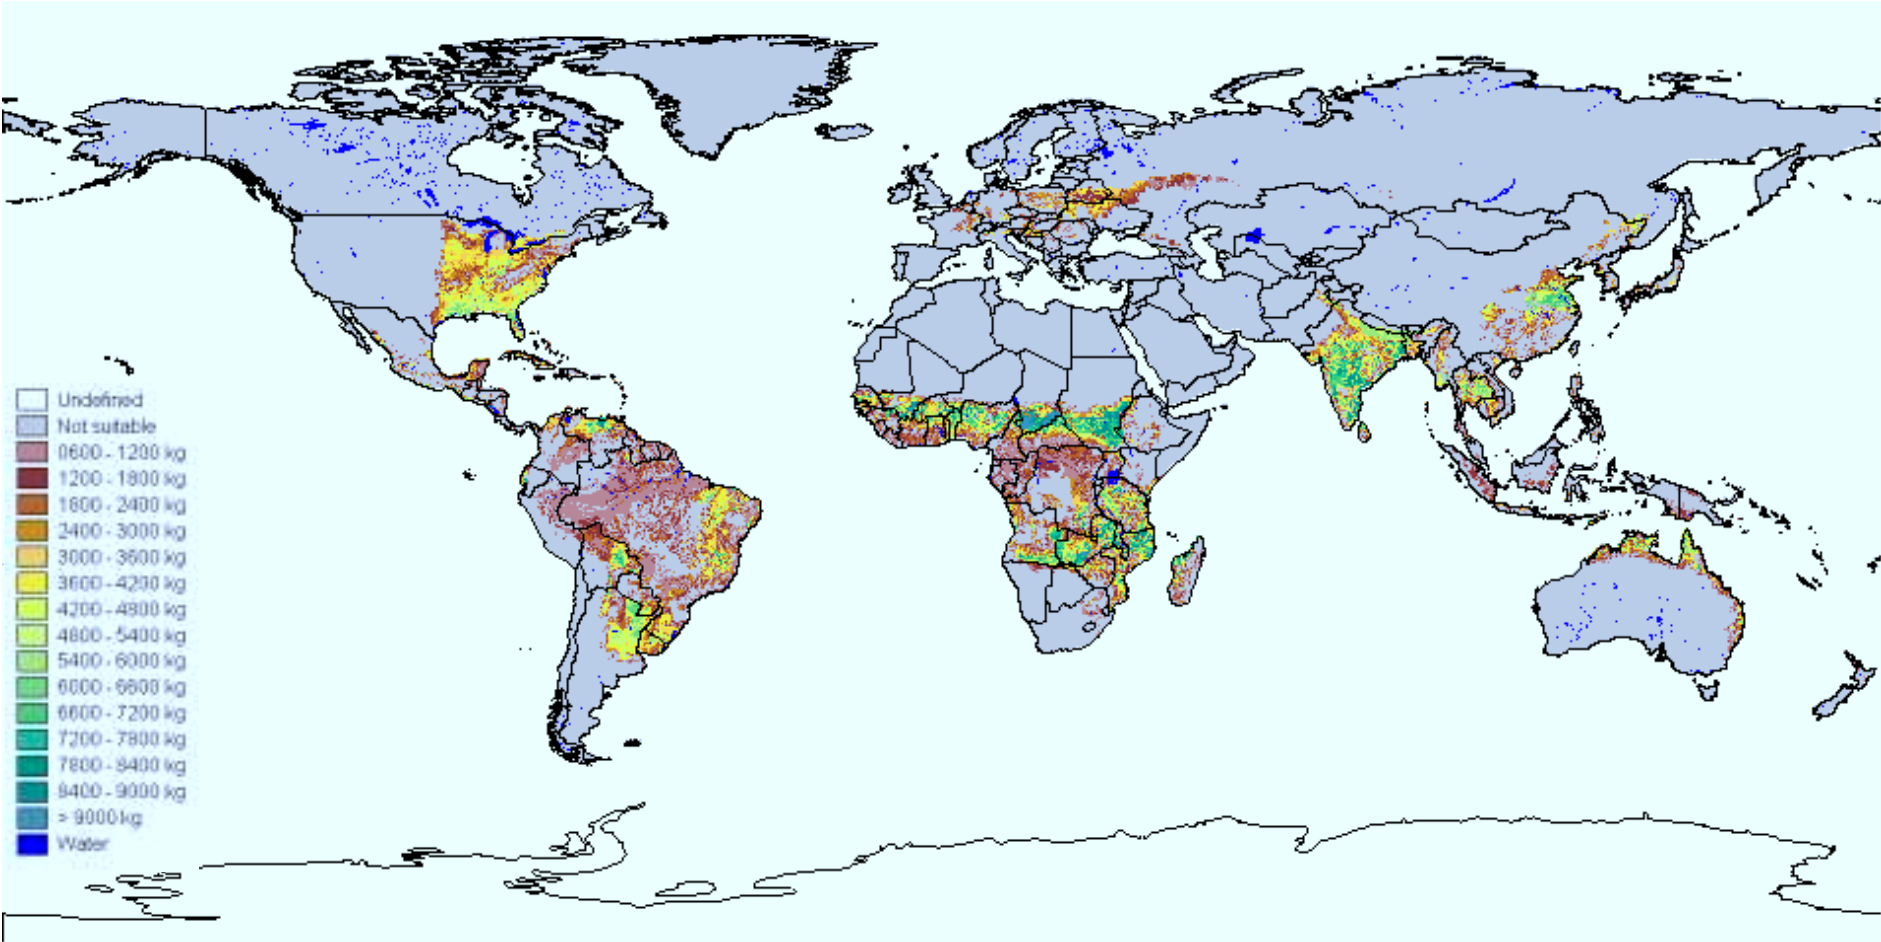 Undefined
Not suitable
0600 - 1200 kg
1200 - 1800 kg
1800 - 2400 kg
2400 - 3000 kg
3000 - 3600 kg
3600 - 4200 kg
4200 - 4800 kg
4800 - 5400 kg
5400 - 6000 kg
6000 - 6600 kg
6600 - 7200 kg
7200 - 7800 kg
7800 - 8400 kg
8400 - 9000 kg
> 9000 kg
Water